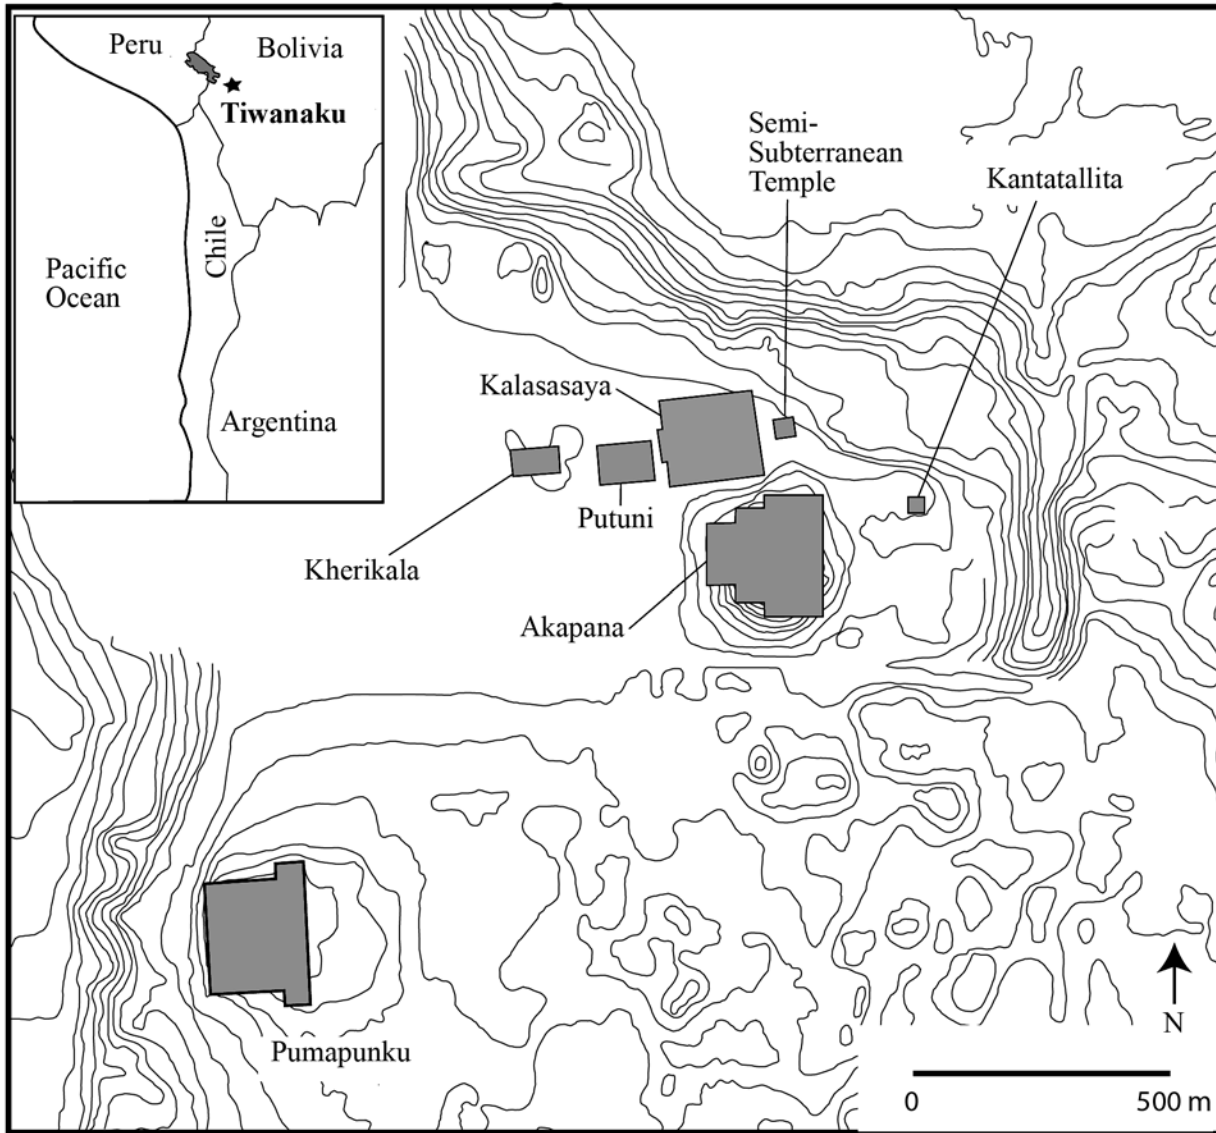 Peru
Bolivia
Tiwanaku
Chile
Pacific
Ocean
Argentina
Semi-
Subterranean
Temple
Kantatallita
Kalasasaya
Putuni
Kherikala
Akapana
Pumapunku
N
0 500 m